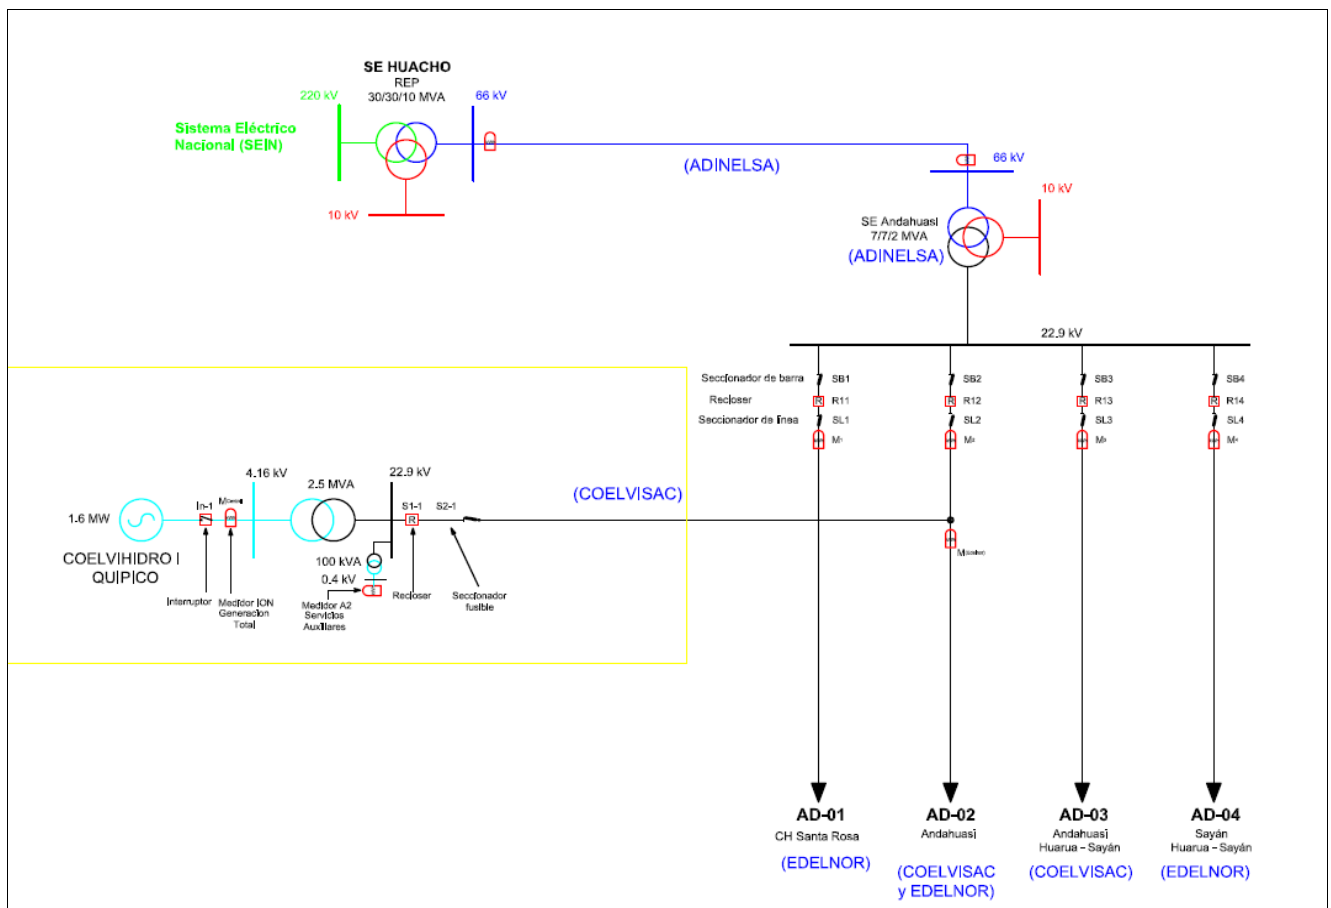 SE HUACHO
REP
30/30/10 MVA
220 kV
66 kV
Sistema Eléctrico
Nacional (SEIN)
10 kV
(ADINELSA)
66 kV
10 kV
SE Andahuasi
7/7/2 MVA
(ADINELSA)
22.9 kV
Seccionador de barra
SB1
SB2
SB3
SB4
Recloser
R
R11
R
R12
R
R13
R
R14
Seccionador de línea
SL1
SL2
SL3
SL4
M1
M2
M3
M4
4.16 kV
22.9 kV
2.5 MVA
(COELVISAC)
1.6 MW
In-1
S1-1
S2-1
R
COELVIHIDRO I
QUIPICO
100 kVA
0.4 kV
Interruptor
Medidor ION
Generacion
Total
Medidor A2
Servicios
Auxiliares
Recloser
Seccionador
fusible
AD-01
CH Santa Rosa
(EDELNOR)
AD-02
Andahuasi
(COELVISAC
y EDELNOR)
AD-03
Andahuasi
Huarua - Sayán
(COELVISAC)
AD-04
Sayán
Huarua - Sayán
(EDELNOR)